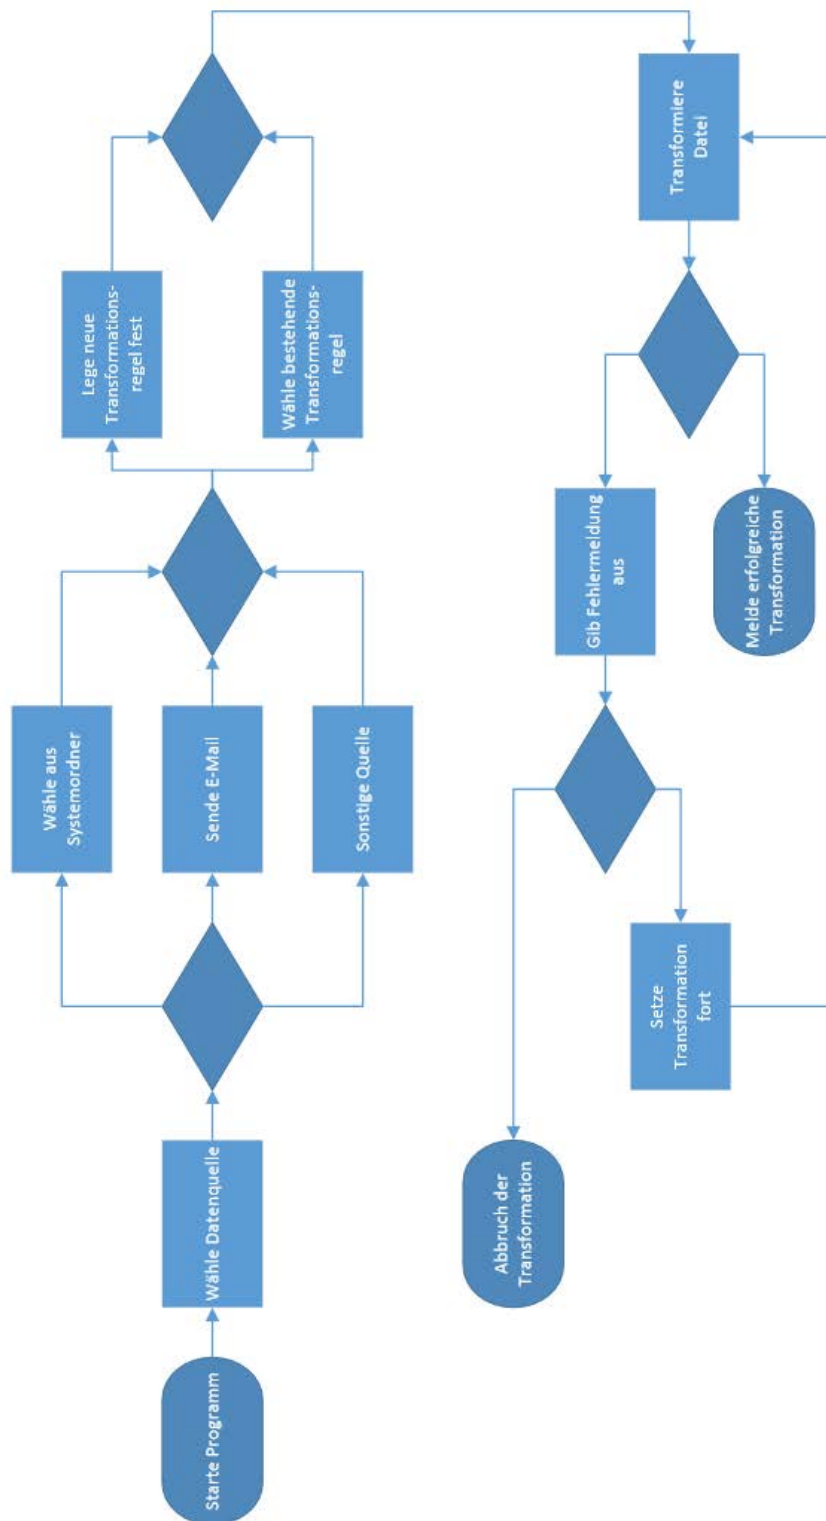 Starte Programm
Wähle Datenquelle
Wähle aus
Systemordner
Sende E-Mail
Sonstige Quelle
Lege neue
Transformations-
regel fest
Wähle bestehende
Transformations-
regel
Transformiere
Datei
Gib Fehlermeldung
aus
Melde erfolgreiche
Transformation
Setze
Transformation
fort
Abbruch der
Transformation